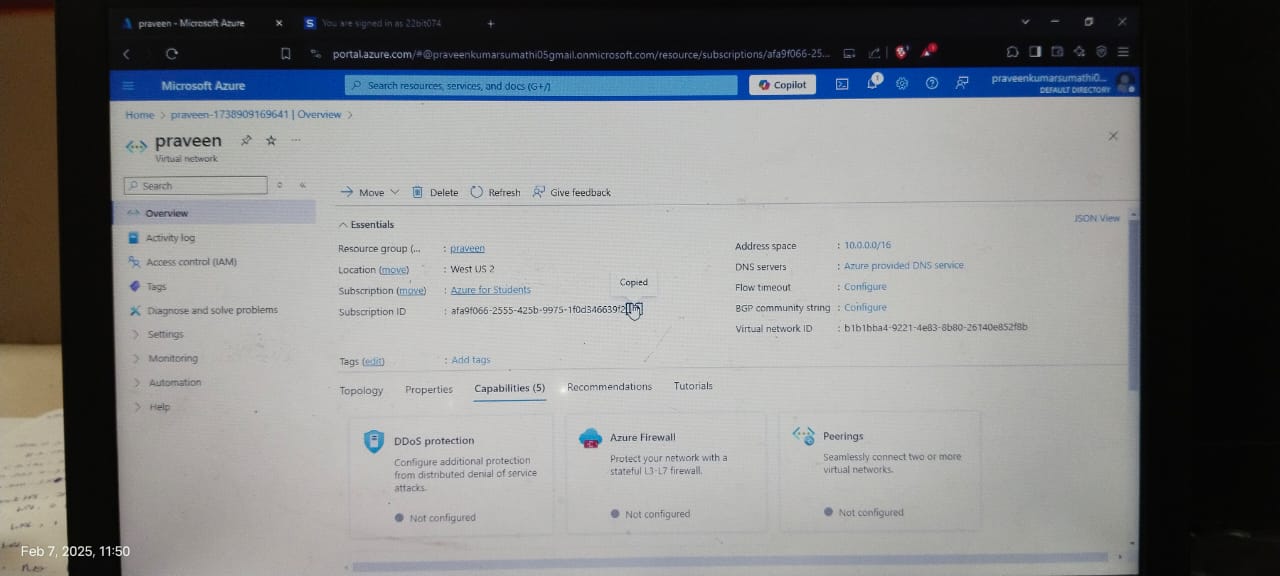 praveen - Microsoft Azure
You are signed in as 22bit074
portal.azure.com/#@praveenkumarsumathi05gmail.onmicrosoft.com/resource/subscriptions/afa9f066-25...
Microsoft Azure
Search resources, services, and docs (G+/)
Copilot
1
praveenkumarsumathi0...
DEFAULT DIRECTORY
Home > praveen-1738909169641 | Overview >
praveen
Virtual network
Search
Overview
Activity log
Access control (IAM)
Tags
Diagnose and solve problems
Settings
Monitoring
Automation
Help
Move
Delete
Refresh
Give feedback
Essentials
JSON View
Resource group (... : praveen
Location (move) : West US 2
Subscription (move) : Azure for Students
Subscription ID : afa9f066-2555-425b-9975-1f0d346639f2
Copied
Address space : 10.0.0.0/16
DNS servers : Azure provided DNS service
Flow timeout : Configure
BGP community string : Configure
Virtual network ID : b1b1bba4-9221-4e83-8b80-26140e852f8b
Tags (edit) : Add tags
Topology Properties Capabilities (5) Recommendations Tutorials
DDoS protection
Configure additional protection
from distributed denial of service
attacks.
Not configured
Azure Firewall
Protect your network with a
stateful L3-L7 firewall.
Not configured
Peerings
Seamlessly connect two or more
virtual networks.
Not configured
Feb 7, 2025, 11:50